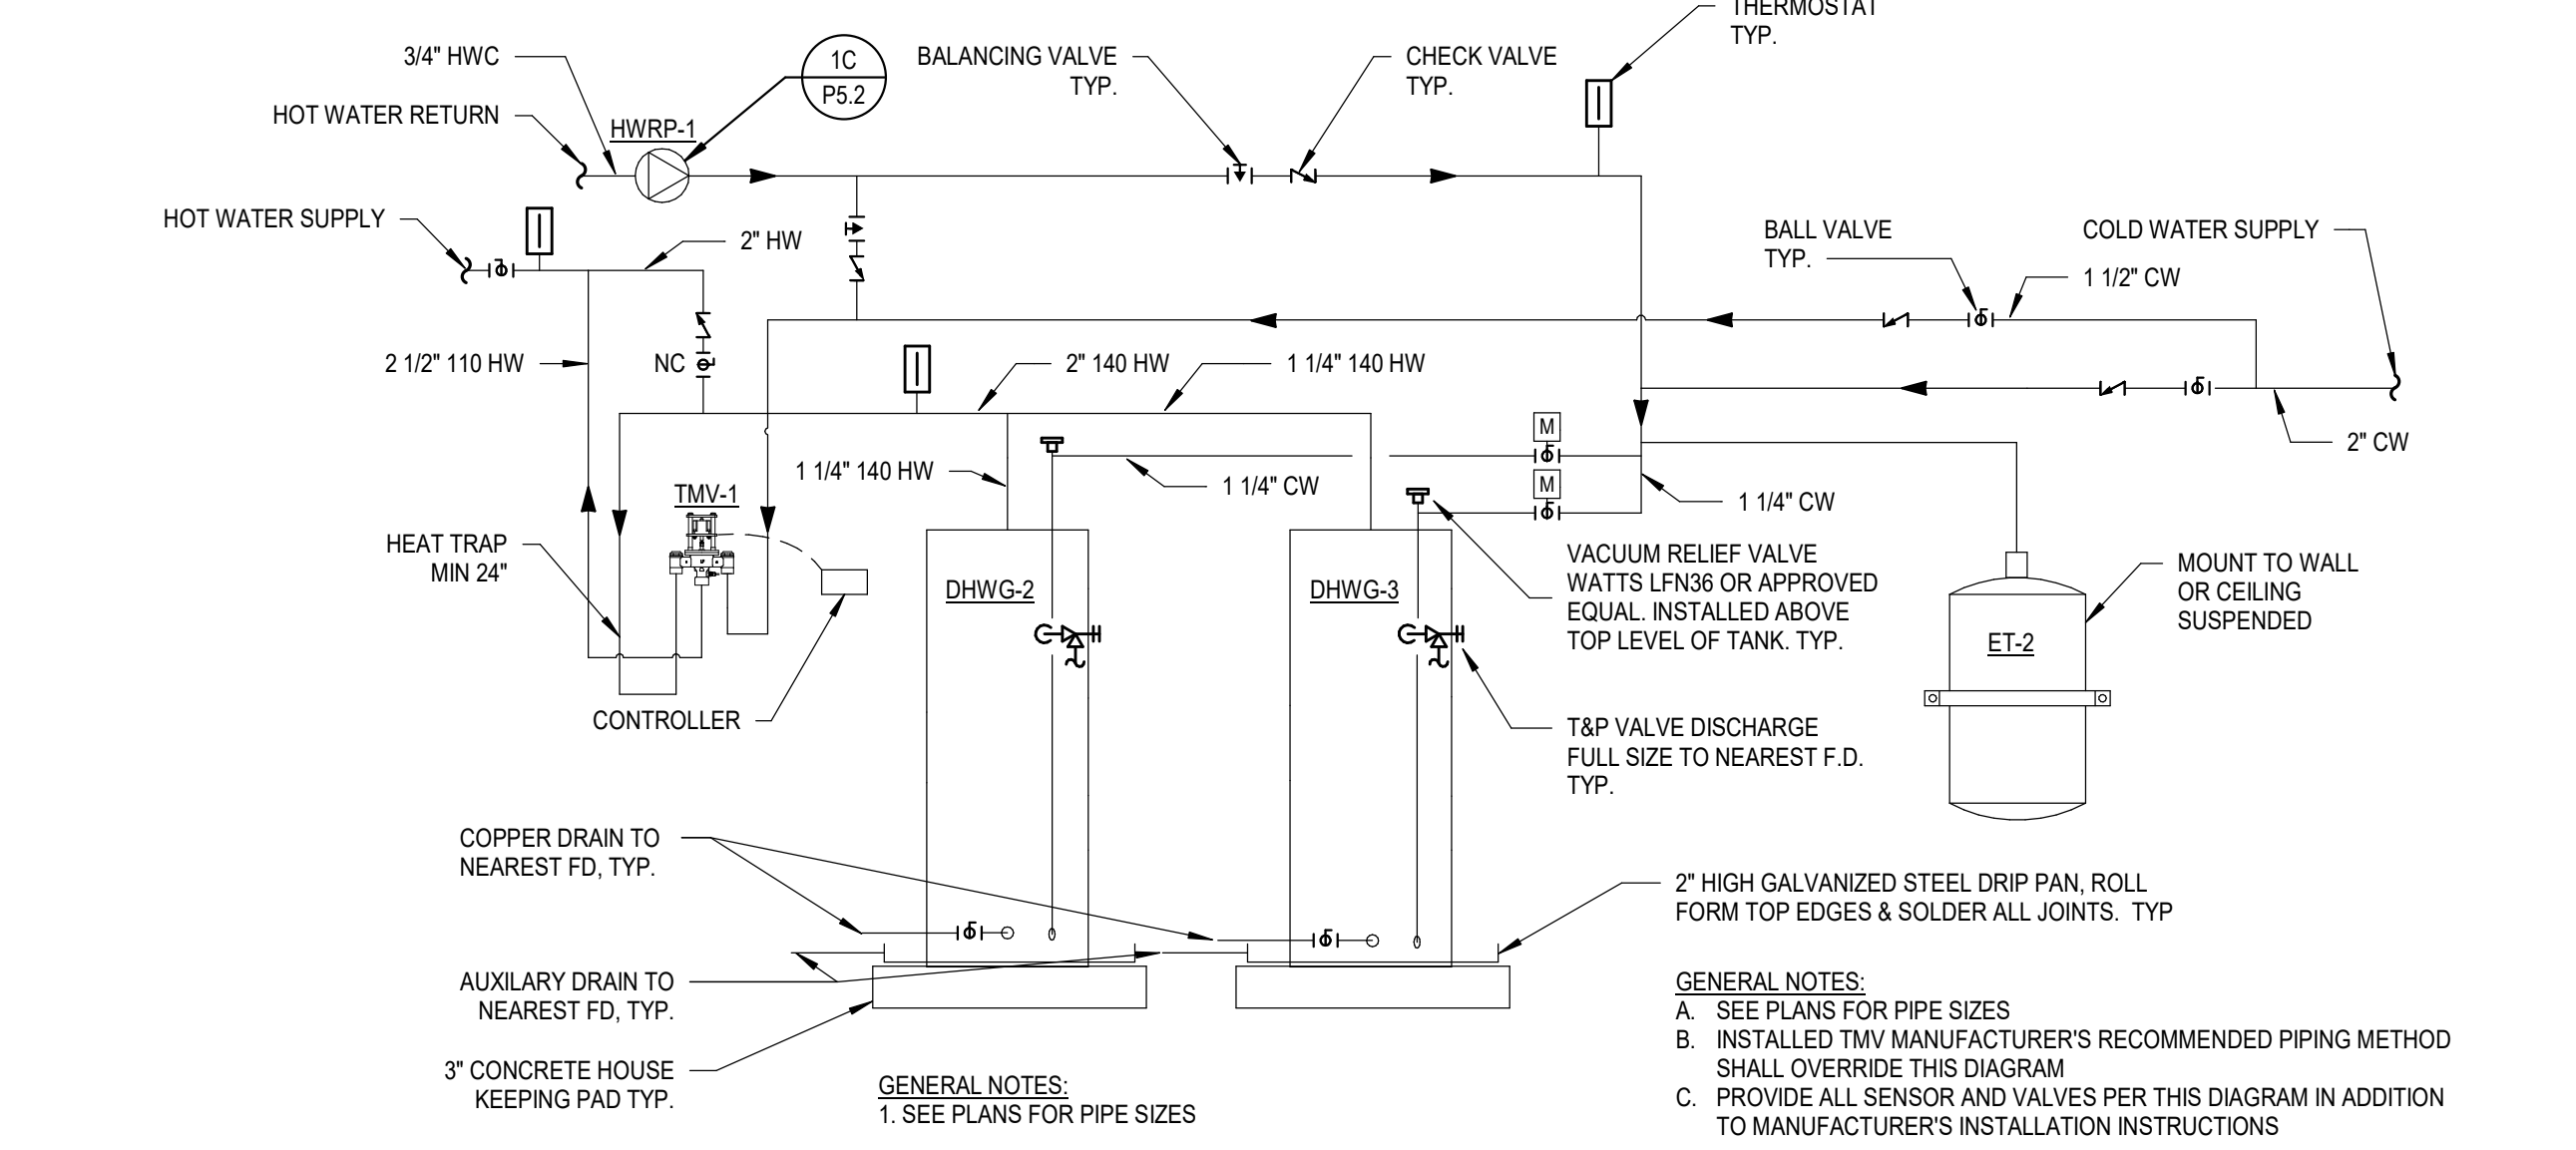 THERMOSTAT
TYP.
3/4" HWC
1C
P5.2
BALANCING VALVE
TYP.
CHECK VALVE
TYP.
HOT WATER RETURN
HWRP-1
HOT WATER SUPPLY
2" HW
BALL VALVE
TYP.
COLD WATER SUPPLY
1 1/2" CW
2 1/2" 110 HW
NC
2" 140 HW
1 1/4" 140 HW
M
2" CW
1 1/4" 140 HW
1 1/4" CW
M
TMV-1
1 1/4" CW
HEAT TRAP
MIN 24"
VACUUM RELIEF VALVE
WATTS LFN36 OR APPROVED
EQUAL. INSTALLED ABOVE
TOP LEVEL OF TANK. TYP.
MOUNT TO WALL
OR CEILING
SUSPENDED
DHWG-2
DHWG-3
ET-2
CONTROLLER
T&P VALVE DISCHARGE
FULL SIZE TO NEAREST F.D.
TYP.
COPPER DRAIN TO
NEAREST FD, TYP.
2" HIGH GALVANIZED STEEL DRIP PAN, ROLL
FORM TOP EDGES & SOLDER ALL JOINTS. TYP
AUXILARY DRAIN TO
NEAREST FD, TYP.
3" CONCRETE HOUSE
KEEPING PAD TYP.
GENERAL NOTES:
1. SEE PLANS FOR PIPE SIZES
GENERAL NOTES:
A. SEE PLANS FOR PIPE SIZES
B. INSTALLED TMV MANUFACTURER'S RECOMMENDED PIPING METHOD
SHALL OVERRIDE THIS DIAGRAM
C. PROVIDE ALL SENSOR AND VALVES PER THIS DIAGRAM IN ADDITION
TO MANUFACTURER'S INSTALLATION INSTRUCTIONS